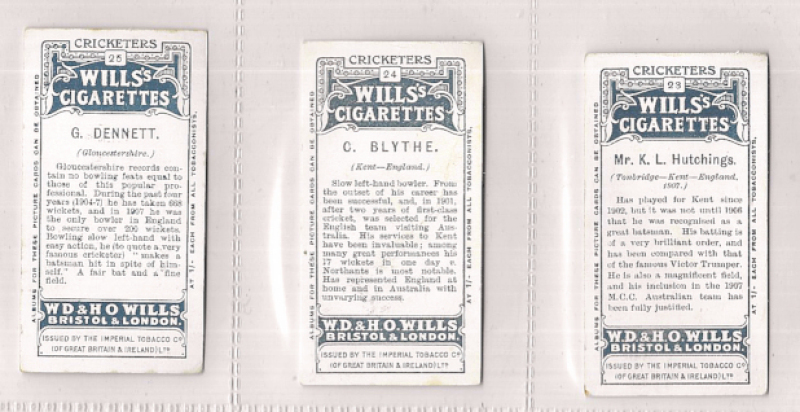 CRICKETERS
25
WILLS'S
CIGARETTES
G. DENNETT.
(Gloucestershire.)
Gloucestershire records con-
tain no bowling feats equal to
those of this popular pro-
fessional. During the past four
years (1904-7) he has taken 668
wickets, and in 1907 he was
the only bowler in England
to secure over 200 wickets.
Bowling slow left-hand with
easy action, he (to quote a very
famous cricketer) "makes a
batsman hit in spite of him-
self." A fair bat and a fine
field.
ALBUMS FOR THESE PICTURE CARDS CAN BE OBTAINED
AT 1/- EACH FROM ALL TOBACCONISTS.
W.D. & H.O. WILLS
BRISTOL & LONDON.
ISSUED BY THE IMPERIAL TOBACCO Co
(OF GREAT BRITAIN & IRELAND) LTD
CRICKETERS
24
WILLS'S
CIGARETTES
C. BLYTHE.
(Kent—England.)
Slow left-hand bowler. From
the outset of his career has
been successful, and, in 1901,
after two years of first-class
cricket, was selected for the
English team visiting Aus-
tralia. His services to Kent
have been invaluable; among
many great performances his
17 wickets in one day v.
Northants is most notable.
Has represented England at
home and in Australia with
unvarying success.
ALBUMS FOR THESE PICTURE CARDS CAN BE OBTAINED
AT 1/- EACH FROM ALL TOBACCONISTS.
W.D. & H.O. WILLS
BRISTOL & LONDON.
ISSUED BY THE IMPERIAL TOBACCO Co
(OF GREAT BRITAIN & IRELAND) LTD
CRICKETERS
23
WILLS'S
CIGARETTES
Mr. K. L. Hutchings.
(Tonbridge—Kent—England,
1907.)
Has played for Kent since
1902, but it was not until 1906
that he was recognised as a
great batsman. His batting is
of a very brilliant order, and
has been compared with that
of the famous Victor Trumper.
He is also a magnificent field,
and his inclusion in the 1907
M.C.C. Australian team has
been fully justified.
ALBUMS FOR THESE PICTURE CARDS CAN BE OBTAINED
AT 1/- EACH FROM ALL TOBACCONISTS.
W.D. & H.O. WILLS
BRISTOL & LONDON.
ISSUED BY THE IMPERIAL TOBACCO Co
(OF GREAT BRITAIN & IRELAND) LTD